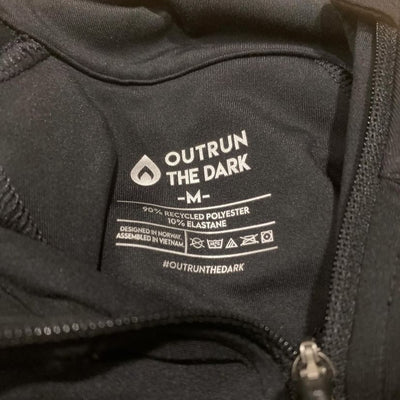 OUTRUN
THE DARK
-M-
90% RECYCLED POLYESTER
10% ELASTANE
DESIGNED IN NORWAY.
ASSEMBLED IN VIETNAM.
#OUTRUNTHEDARK